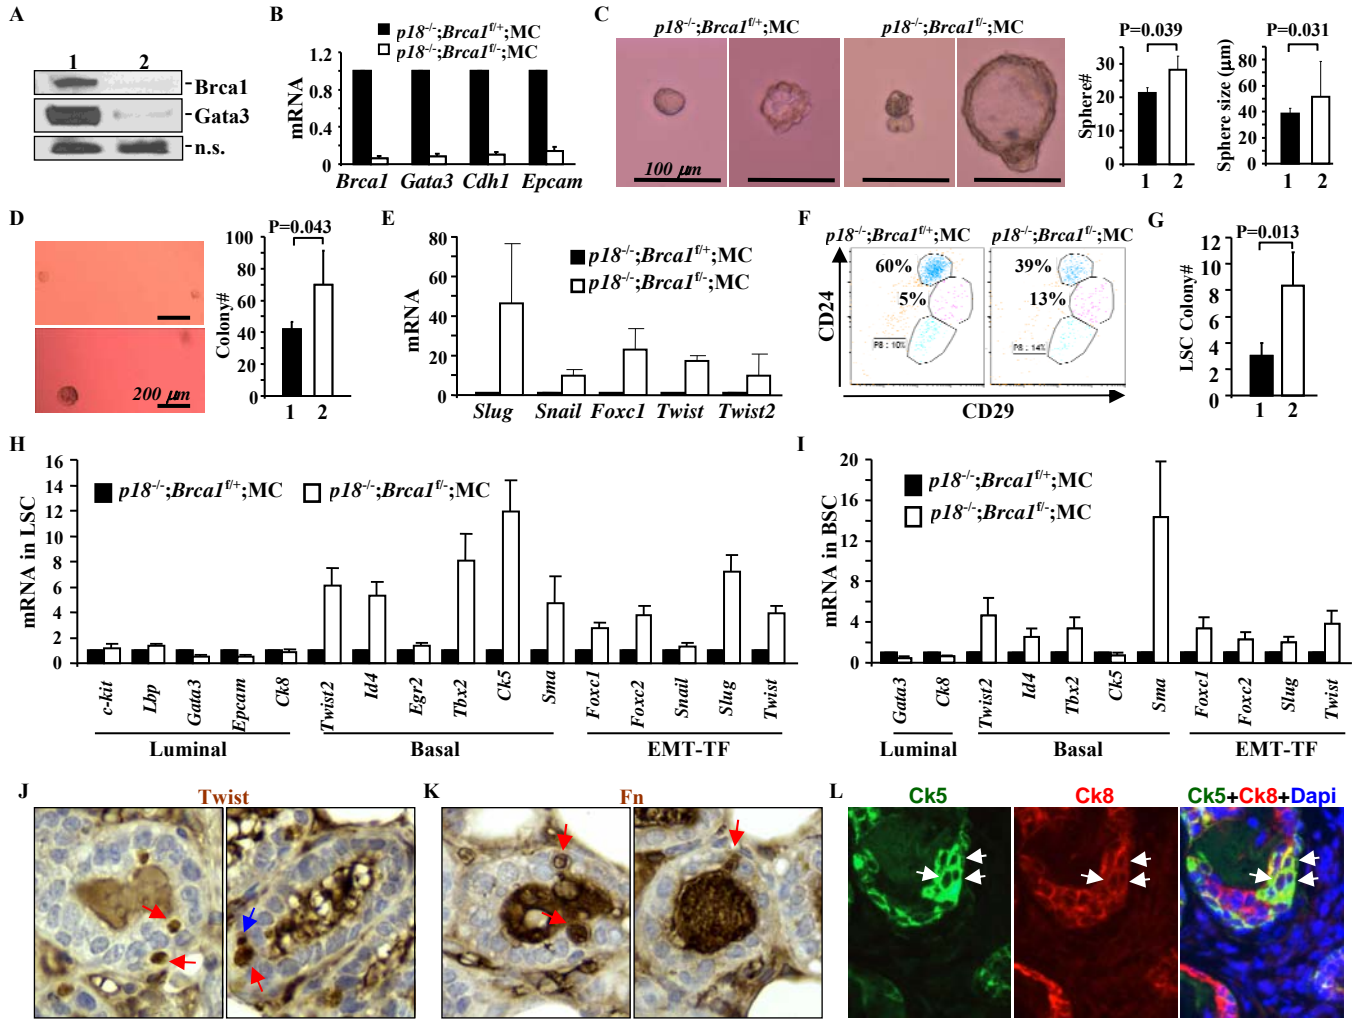 A
1 2
Brca1
Gata3
n.s.
B
p18-/-;Brca1f/+;MC
p18-/-;Brca1f/-;MC
mRNA
1.2
0.8
0.4
0
Brca1 Gata3 Cdh1 Epcam
C
p18-/-;Brca1f/+;MC p18-/-;Brca1f/-;MC
100 µm
P=0.039
Sphere#
40
30
20
10
0
1 2
P=0.031
Sphere size (µm)
100
80
60
40
20
0
1 2
D
200 µm
P=0.043
Colony#
100
80
60
40
20
0
1 2
E
mRNA
80
60
40
20
0
p18-/-;Brca1f/+;MC
p18-/-;Brca1f/-;MC
Slug Snail Foxc1 Twist Twist2
F
p18-/-;Brca1f/+;MC p18-/-;Brca1f/-;MC
60% 39%
5% 13%
P8 : 10% P8 : 14%
CD24
CD29
G
P=0.013
LSC Colony#
12
10
8
6
4
2
0
1 2
H
mRNA in LSC
16
14
12
10
8
6
4
2
0
p18-/-;Brca1f/+;MC p18-/-;Brca1f/-;MC
c-kit Lbp Gata3 Epcam Ck8 Twist2 Id4 Egr2 Tbx2 Ck5 Sma Foxc1 Foxc2 Snail Slug Twist
Luminal Basal EMT-TF
I
mRNA in BSC
20
16
12
8
4
0
p18-/-;Brca1f/+;MC
p18-/-;Brca1f/-;MC
Gata3 Ck8 Twist2 Id4 Tbx2 Ck5 Sma Foxc1 Foxc2 Slug Twist
Luminal Basal EMT-TF
J
Twist
K
Fn
L
Ck5 Ck8 Ck5+Ck8+Dapi